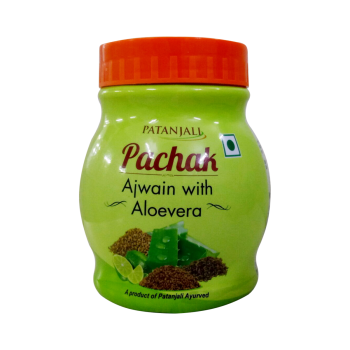 PATANJALI
Pachak
Ajwain with
Aloevera
A product of Patanjali Ayurved